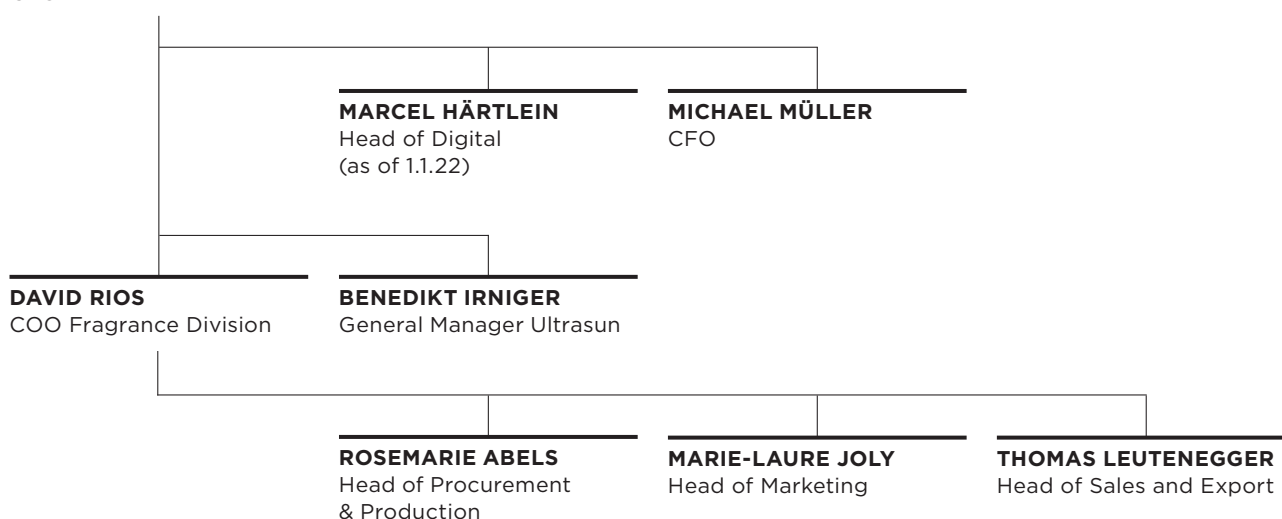 MARCEL HÄRTLEIN
Head of Digital
(as of 1.1.22)
MICHAEL MÜLLER
CFO
DAVID RIOS
COO Fragrance Division
BENEDIKT IRNIGER
General Manager Ultrasun
ROSEMARIE ABELS
Head of Procurement
& Production
MARIE-LAURE JOLY
Head of Marketing
THOMAS LEUTENEGGER
Head of Sales and Export